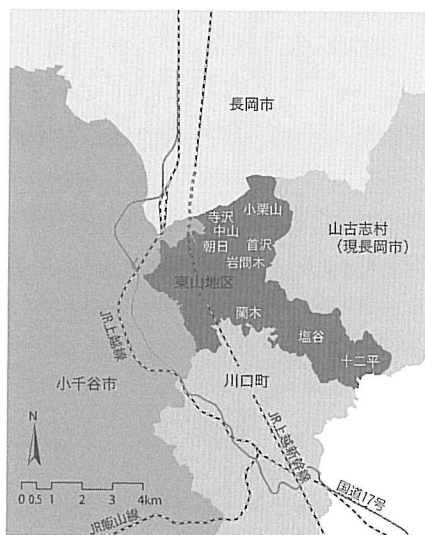 長岡市
小栗山
寺沢
中山
山古志村
（現長岡市）
朝日
首沢
岩間木
東山地区
蘭木
JR上越線
塩谷
十二平
小千谷市
川口町
JR上越新幹線
N
国道17号
0 0.5 1 2 3 4km
JR飯山線